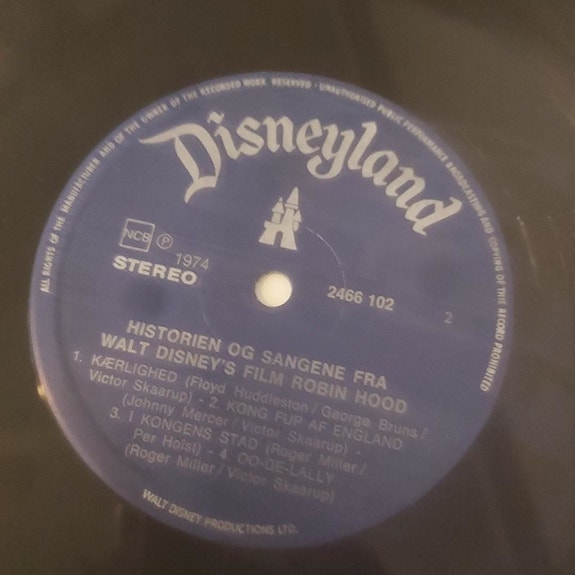 ALL RIGHTS OF THE MANUFACTURER AND OF THE OWNER OF THE RECORDED WORK RESERVED - UNAUTHORISED PUBLIC PERFORMANCE BROADCASTING AND COPYING OF THIS RECORD PROHIBITED
Disneyland
NCB Ⓟ 1974
STEREO
2466 102
2
HISTORIEN OG SANGENE FRA
WALT DISNEY'S FILM ROBIN HOOD
1. KÆRLIGHED (Floyd Huddleston / George Bruns /
Victor Skaarup) - 2. KONG FUP AF ENGLAND
(Johnny Mercer / Victor Skaarup) -
3. I KONGENS STAD (Roger Miller /
Per Holst) - 4. OO-DE-LALLY
(Roger Miller / Victor Skaarup)
WALT DISNEY PRODUCTIONS LTD.